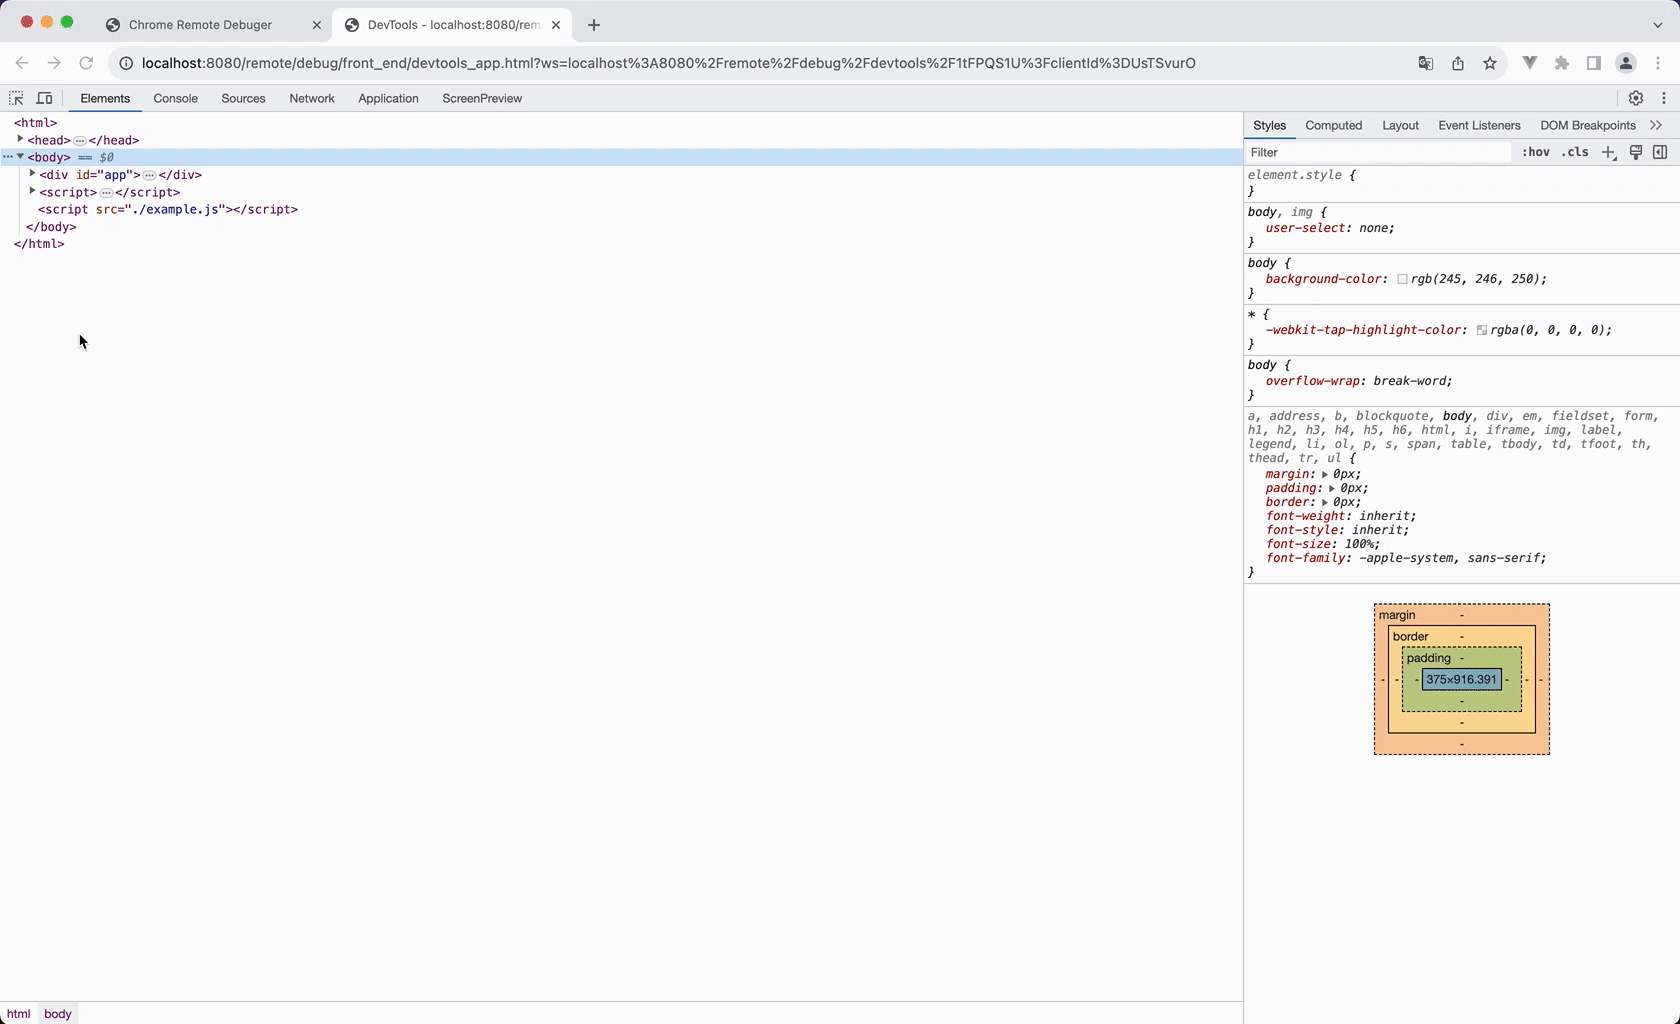 Chrome Remote Debuger
DevTools - localhost:8080/rem
localhost:8080/remote/debug/front_end/devtools_app.html?ws=localhost%3A8080%2Fremote%2Fdebug%2Fdevtools%2F1tFPQS1U%3FclientId%3DUsTSvurO
Elements Console Sources Network Application ScreenPreview
<html>
<head>…</head>
<body> == $0
<div id="app">…</div>
<script>…</script>
<script src="./example.js"></script>
</body>
</html>
html body
Styles Computed Layout Event Listeners DOM Breakpoints
Filter :hov .cls
element.style {
}
body, img {
user-select: none;
}
body {
background-color: rgb(245, 246, 250);
}
* {
-webkit-tap-highlight-color: rgba(0, 0, 0, 0);
}
body {
overflow-wrap: break-word;
}
a, address, b, blockquote, body, div, em, fieldset, form,
h1, h2, h3, h4, h5, h6, html, i, iframe, img, label,
legend, li, ol, p, s, span, table, tbody, td, tfoot, th,
thead, tr, ul {
margin: 0px;
padding: 0px;
border: 0px;
font-weight: inherit;
font-style: inherit;
font-size: 100%;
font-family: -apple-system, sans-serif;
}
margin -
border -
padding -
- - - 375×916.391 - - -
-
-
-